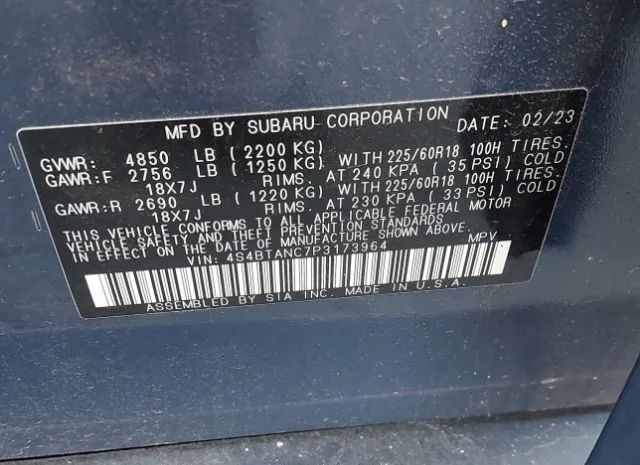 MFD BY SUBARU CORPORATION DATE: 02/23
GVWR: 4850 LB (2200 KG)
GAWR:F 2756 LB (1250 KG) WITH 225/60R18 100H TIRES.
18X7J RIMS. AT 240 KPA (35 PSI) COLD
GAWR:R 2690 LB (1220 KG) WITH 225/60R18 100H TIRES.
18X7J RIMS. AT 230 KPA (33 PSI) COLD
THIS VEHICLE CONFORMS TO ALL APPLICABLE FEDERAL MOTOR
VEHICLE SAFETY AND THEFT PREVENTION STANDARDS
IN EFFECT ON THE DATE OF MANUFACTURE SHOWN ABOVE.
VIN: 4S4BTANC7P3173964 MPV
ASSEMBLED BY SIA INC. MADE IN U.S.A.